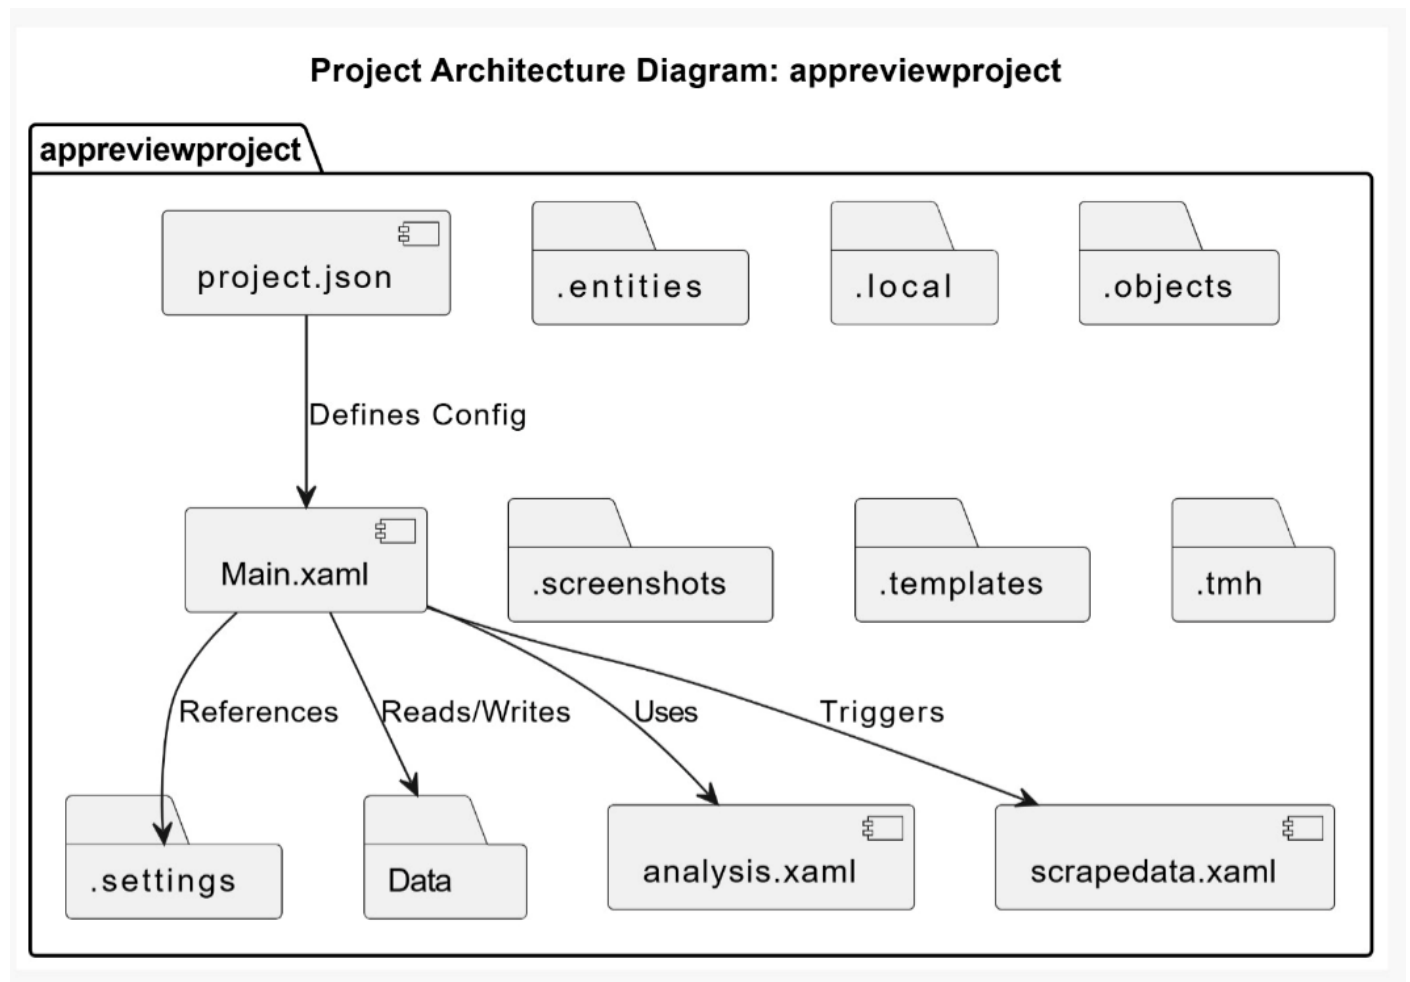 Project Architecture Diagram: appreviewproject
appreviewproject
project.json
.entities
.local
.objects
Defines Config
Main.xaml
.screenshots
.templates
.tmh
References
Reads/Writes
Uses
Triggers
.settings
Data
analysis.xaml
scrapedata.xaml